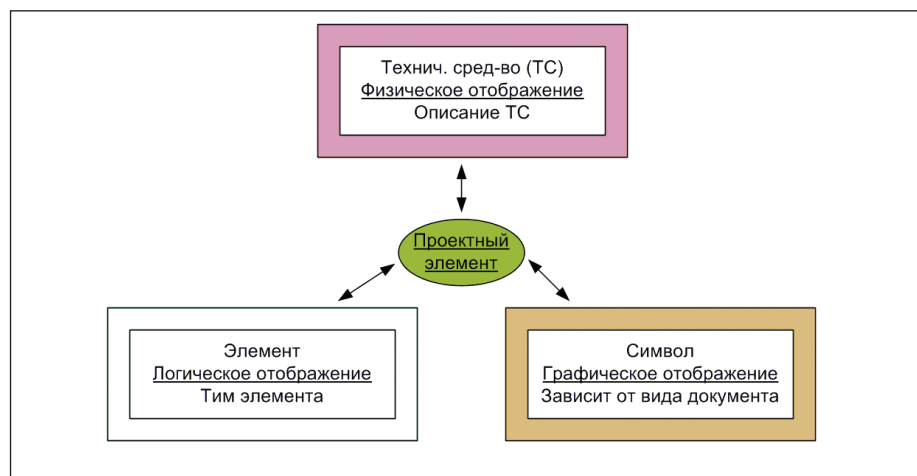 Технич. сред-во (ТС)
Физическое отображение
Описание ТС
Проектный
элемент
Элемент
Логическое отображение
Тим элемента
Символ
Графическое отображение
Зависит от вида документа